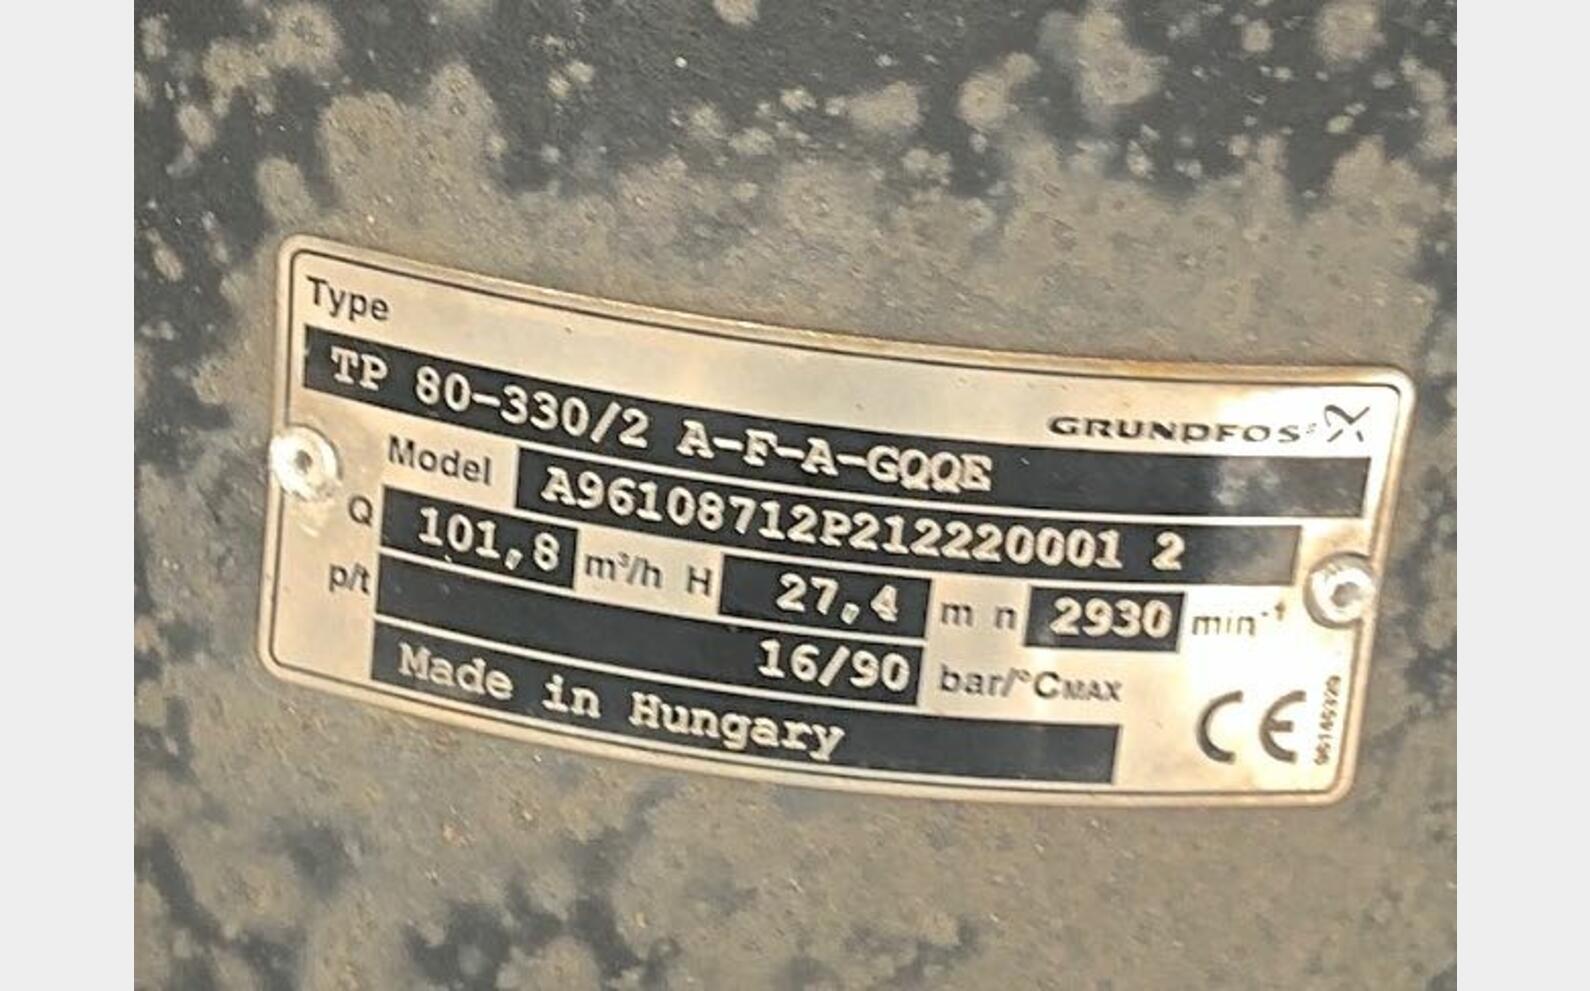 Type
GRUNDFOS
TP 80-330/2 A-F-A-GQQE
Model A96108712P212220001 2
Q 101,8 m³/h H 27,4 m n 2930 min⁻¹
p/t 16/90 bar/°CMAX
Made in Hungary
CE